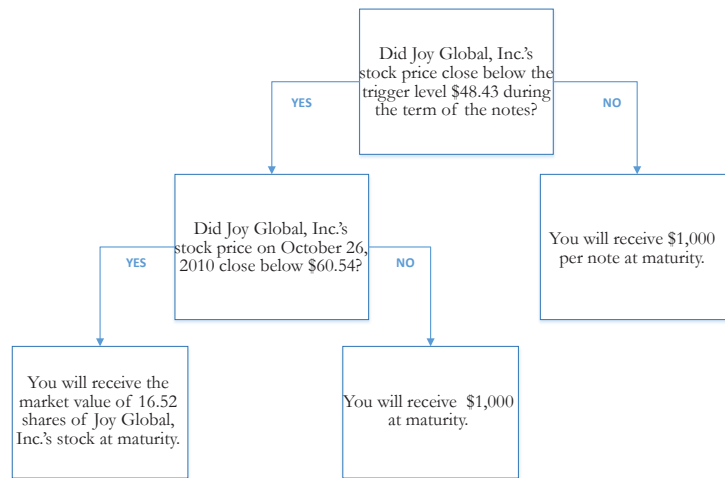 Did Joy Global, Inc.'s
stock price close below the
trigger level $48.43 during
the term of the notes?
YES
NO
Did Joy Global, Inc.'s
stock price on October 26,
2010 close below $60.54?
You will receive $1,000
per note at maturity.
YES
NO
You will receive the
market value of 16.52
shares of Joy Global,
Inc.'s stock at maturity.
You will receive $1,000
at maturity.